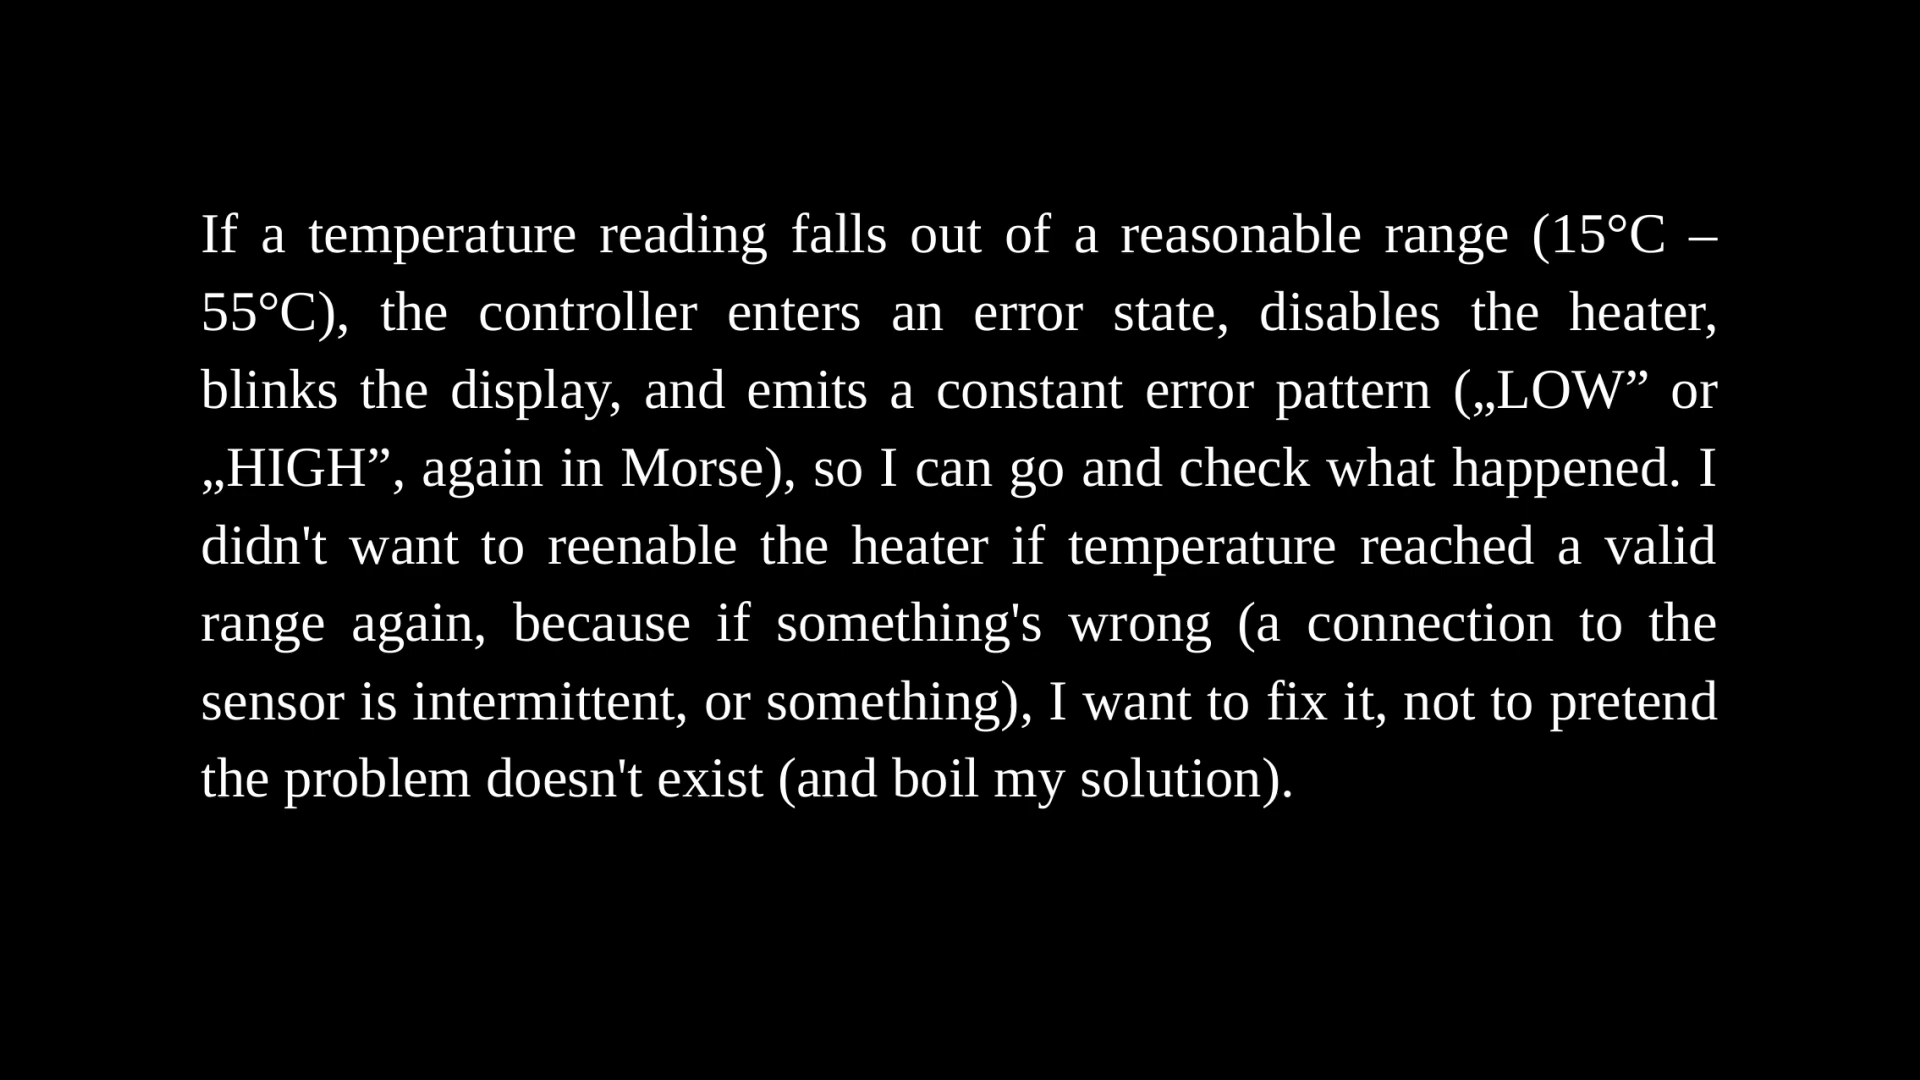 If a temperature reading falls out of a reasonable range (15°C –
55°C), the controller enters an error state, disables the heater,
blinks the display, and emits a constant error pattern („LOW” or
„HIGH”, again in Morse), so I can go and check what happened. I
didn't want to reenable the heater if temperature reached a valid
range again, because if something's wrong (a connection to the
sensor is intermittent, or something), I want to fix it, not to pretend
the problem doesn't exist (and boil my solution).